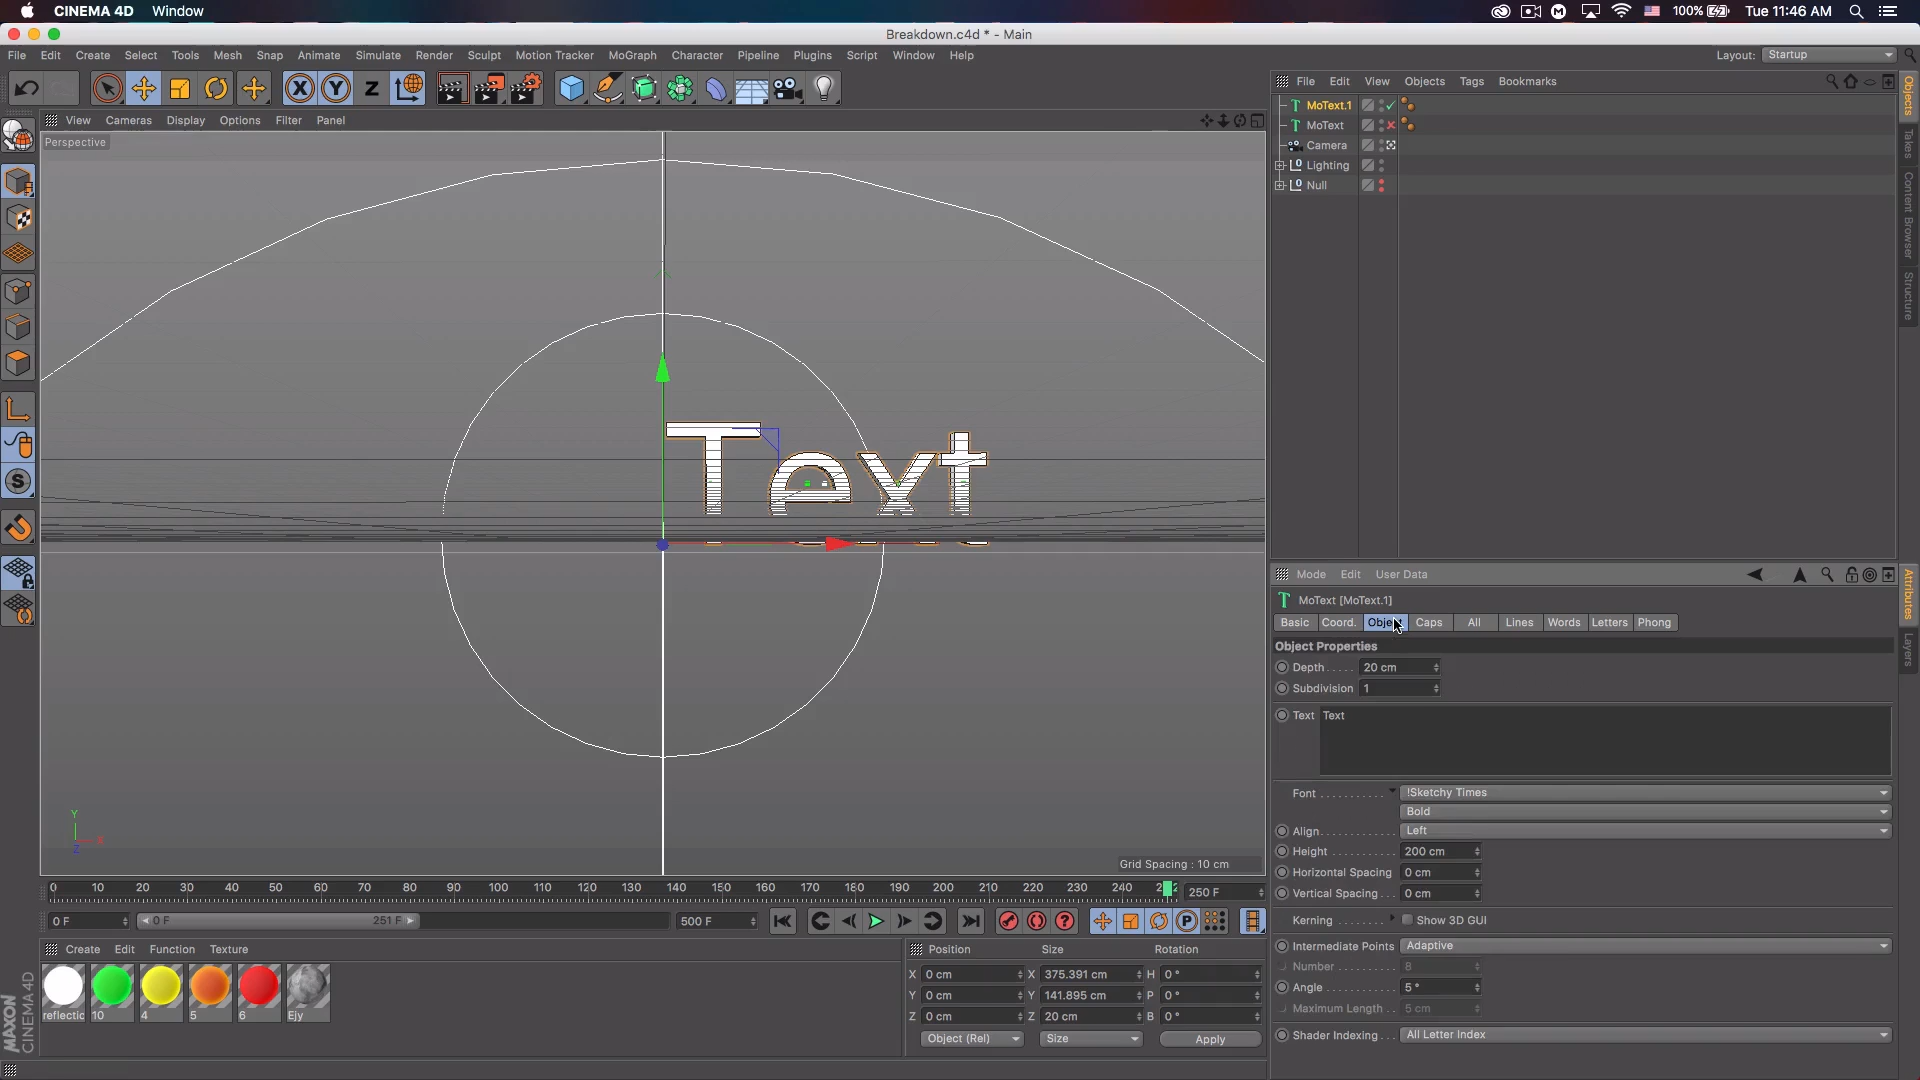 CINEMA 4D Window
100% Tue 11:46 AM
Breakdown.c4d * - Main
File Edit Create Select Tools Mesh Snap Animate Simulate Render Sculpt Motion Tracker MoGraph Character Pipeline Plugins Script Window Help
Layout: Startup
X Y Z
File Edit View Objects Tags Bookmarks
View Cameras Display Options Filter Panel
Perspective
MoText.1
MoText
Camera
Lighting
Null
Objects
Takes
Content Browser
Structure
Text
Y
X
Z
Grid Spacing : 10 cm
Mode Edit User Data
MoText [MoText.1]
Basic Coord. Object Caps All Lines Words Letters Phong
Object Properties
Depth..... 20 cm
Subdivision 1
Text Text
Font ........... !Sketchy Times
Bold
Align........... Left
Height ........... 200 cm
Horizontal Spacing 0 cm
Vertical Spacing... 0 cm
Kerning ........ Show 3D GUI
Intermediate Points Adaptive
Number ........... 8
Angle ........... 5 °
Maximum Length .. 5 cm
Shader Indexing... All Letter Index
Attributes
Layers
0 10 20 30 40 50 60 70 80 90 100 110 120 130 140 150 160 170 180 190 200 210 220 230 240
250 F
0 F 0 F 251 F 500 F
P
Create Edit Function Texture
reflectic 10 4 5 6 Ejy
Position Size Rotation
X 0 cm X 375.391 cm H 0 °
Y 0 cm Y 141.895 cm P 0 °
Z 0 cm Z 20 cm B 0 °
Object (Rel) Size Apply
MAXON
CINEMA 4D